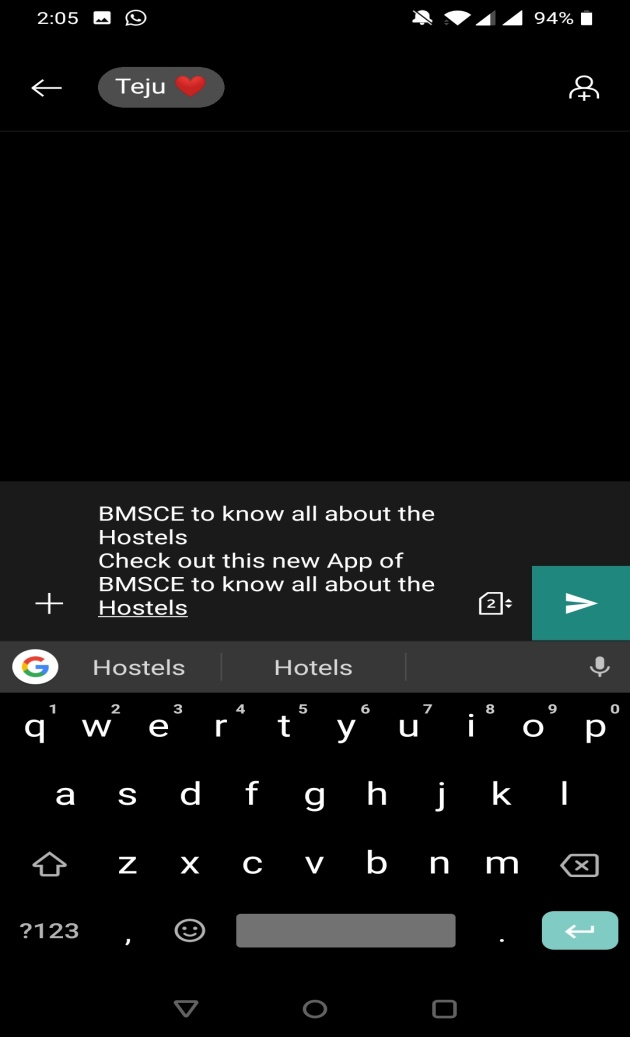 2:05 94%
Teju ❤️
BMSCE to know all about the
Hostels
Check out this new App of
BMSCE to know all about the
Hostels
2
G Hostels Hotels
1 2 3 4 5 6 7 8 9 0
q w e r t y u i o p
a s d f g h j k l
z x c v b n m
?123 , .